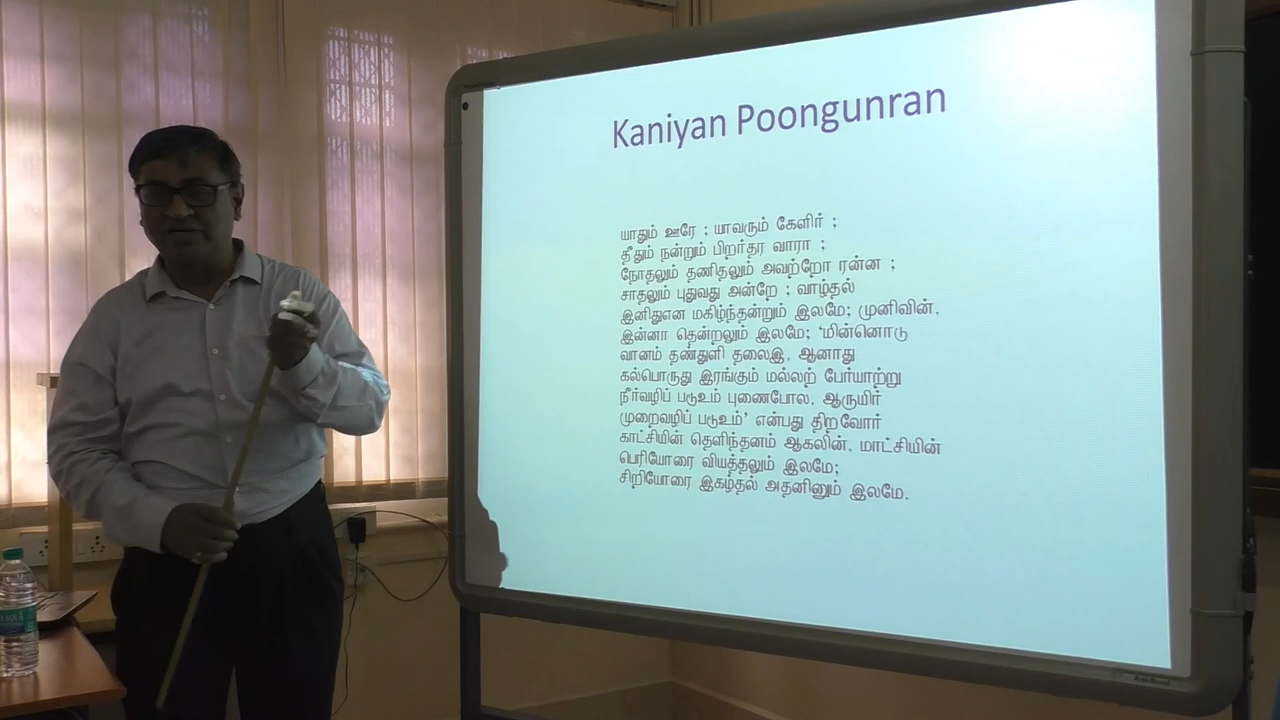 Kaniyan Poongunran
யாதும் ஊரே ; யாவரும் கேளிர் ;
தீதும் நன்றும் பிறர்தர வாரா ;
நோதலும் தணிதலும் அவற்றோ ரன்ன ;
சாதலும் புதுவது அன்றே ; வாழ்தல்
இனிதுஎன மகிழ்ந்தன்றும் இலமே; முனிவின்,
இன்னா தென்றலும் இலமே; ‘மின்னொடு
வானம் தண்துளி தலைஇ, ஆனாது
கல்பொருது இரங்கும் மல்லற் பேர்யாற்று
நீர்வழிப் படூஉம் புணைபோல, ஆருயிர்
முறைவழிப் படூஉம்’ என்பது திறவோர்
காட்சியின் தெளிந்தனம் ஆகலின், மாட்சியின்
பெரியோரை வியத்தலும் இலமே;
சிறியோரை இகழ்தல் அதனினும் இலமே.